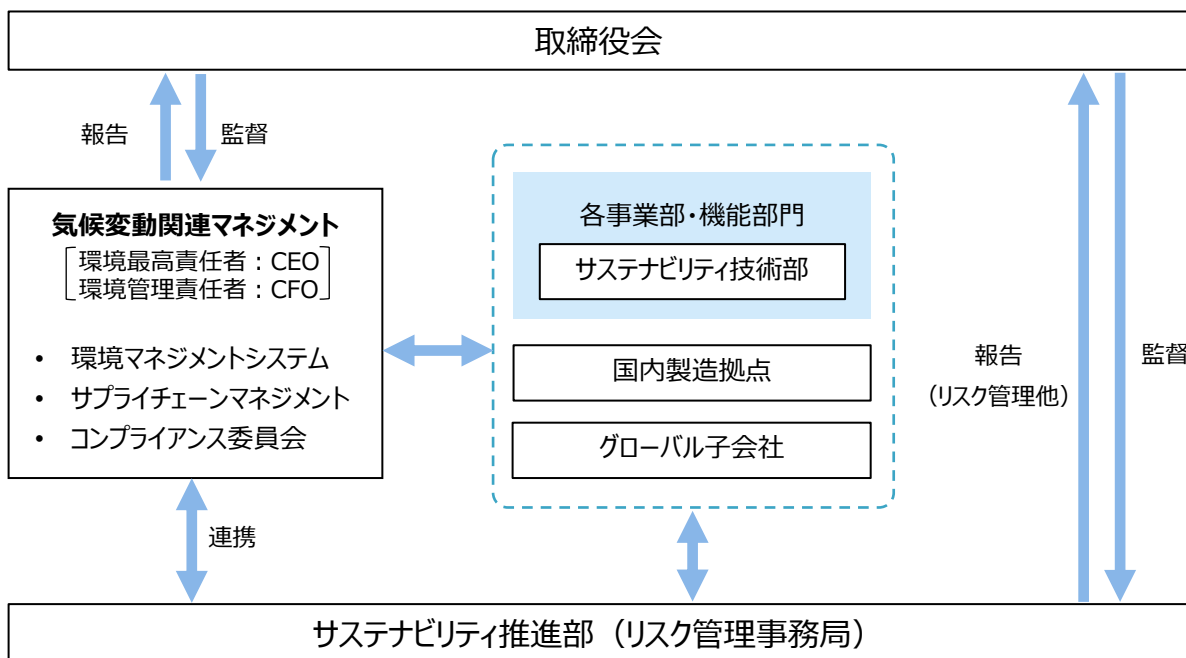 取締役会
報告
監督
気候変動関連マネジメント
環境最高責任者：CEO
環境管理責任者：CFO
• 環境マネジメントシステム
• サプライチェーンマネジメント
• コンプライアンス委員会
各事業部・機能部門
サステナビリティ技術部
国内製造拠点
グローバル子会社
報告
（リスク管理他）
監督
連携
サステナビリティ推進部（リスク管理事務局）